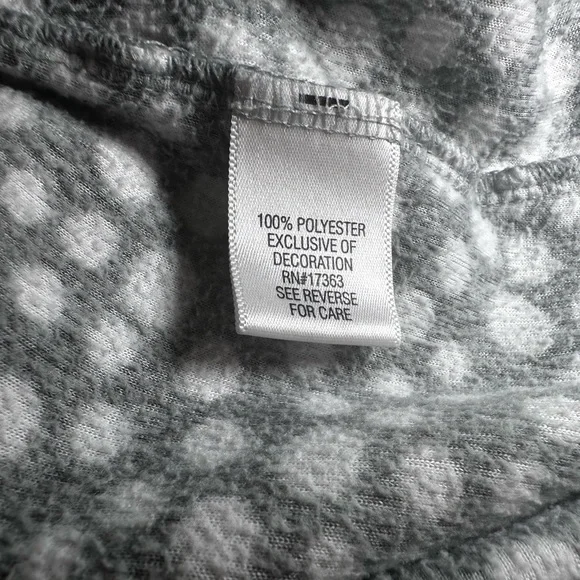 100% POLYESTER
EXCLUSIVE OF
DECORATION
RN#17363
SEE REVERSE
FOR CARE